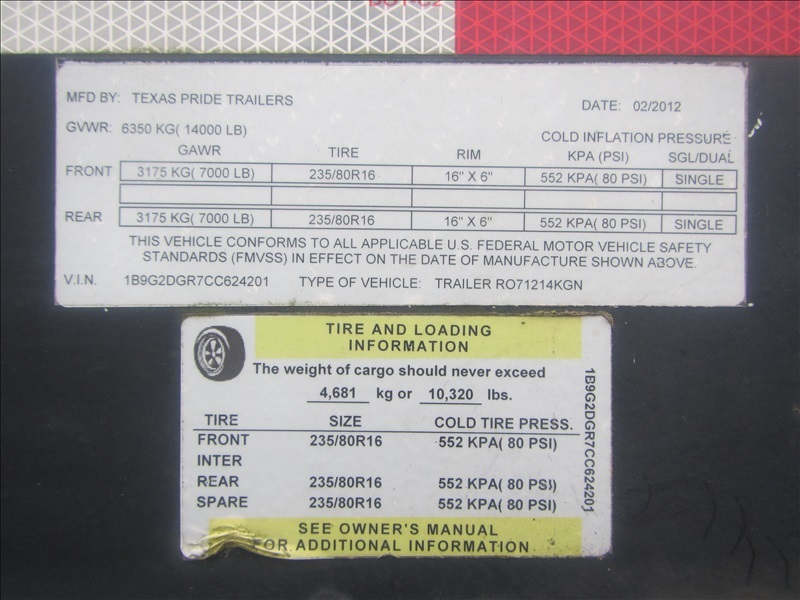 DOT-C2
MFD BY: TEXAS PRIDE TRAILERS DATE: 02/2012
GVWR: 6350 KG( 14000 LB) COLD INFLATION PRESSURE
GAWR TIRE RIM KPA (PSI) SGL/DUAL
FRONT 3175 KG( 7000 LB) 235/80R16 16" X 6" 552 KPA( 80 PSI) SINGLE
REAR 3175 KG( 7000 LB) 235/80R16 16" X 6" 552 KPA( 80 PSI) SINGLE
THIS VEHICLE CONFORMS TO ALL APPLICABLE U.S. FEDERAL MOTOR VEHICLE SAFETY
STANDARDS (FMVSS) IN EFFECT ON THE DATE OF MANUFACTURE SHOWN ABOVE.
V.I.N. 1B9G2DGR7CC624201 TYPE OF VEHICLE: TRAILER RO71214KGN
TIRE AND LOADING
INFORMATION
The weight of cargo should never exceed
4,681 kg or 10,320 lbs.
TIRE SIZE COLD TIRE PRESS.
FRONT 235/80R16 552 KPA( 80 PSI)
INTER
REAR 235/80R16 552 KPA( 80 PSI)
SPARE 235/80R16 552 KPA( 80 PSI)
SEE OWNER'S MANUAL
FOR ADDITIONAL INFORMATION
1B9G2DGR7CC624201